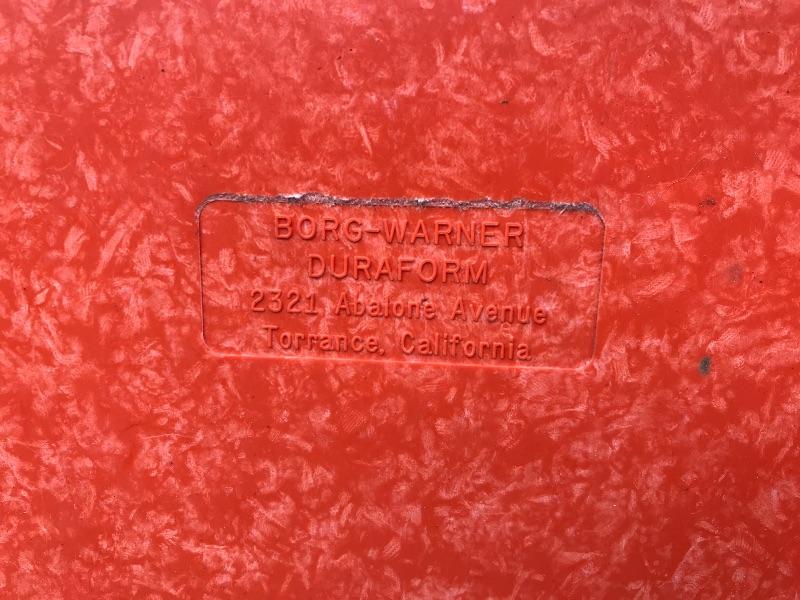 BORG-WARNER
DURAFORM
2321 Abalone Avenue
Torrance, California